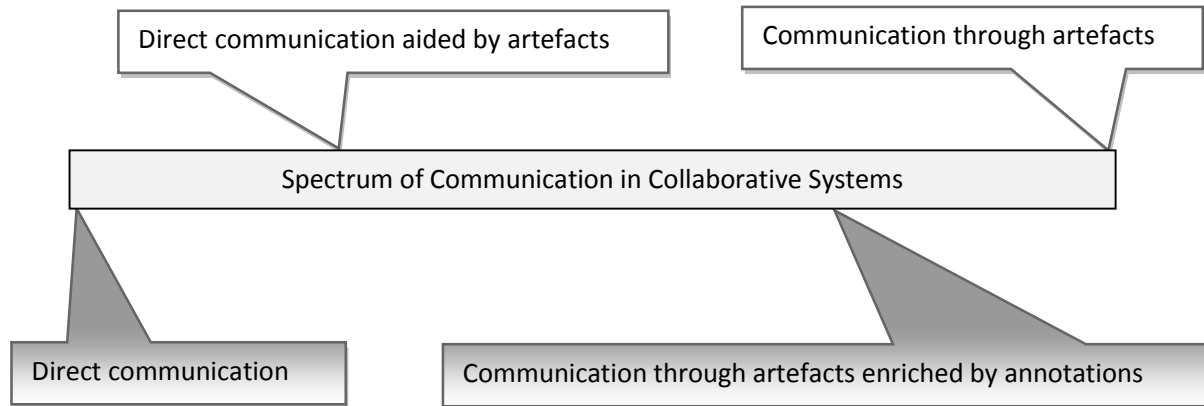 Direct communication aided by artefacts
Communication through artefacts
Spectrum of Communication in Collaborative Systems
Direct communication
Communication through artefacts enriched by annotations